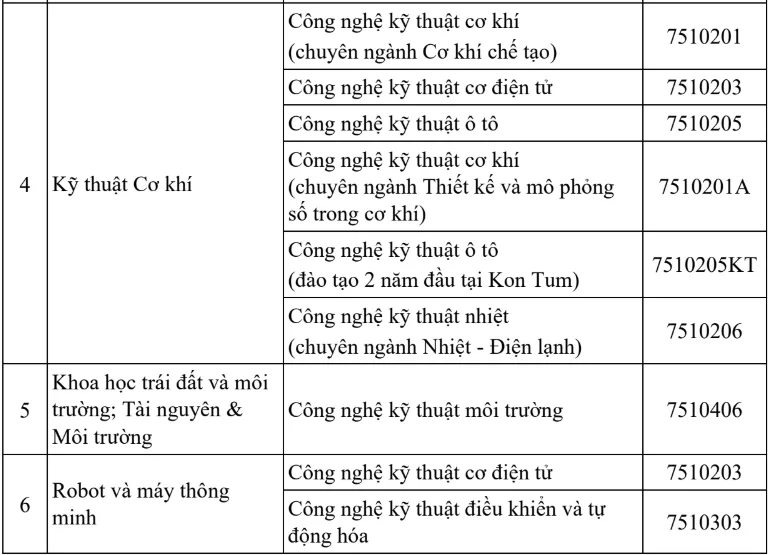 4
Kỹ thuật Cơ khí
Công nghệ kỹ thuật cơ khí
(chuyên ngành Cơ khí chế tạo)
7510201
Công nghệ kỹ thuật cơ điện tử
7510203
Công nghệ kỹ thuật ô tô
7510205
Công nghệ kỹ thuật cơ khí
(chuyên ngành Thiết kế và mô phỏng
số trong cơ khí)
7510201A
Công nghệ kỹ thuật ô tô
(đào tạo 2 năm đầu tại Kon Tum)
7510205KT
Công nghệ kỹ thuật nhiệt
(chuyên ngành Nhiệt - Điện lạnh)
7510206
5
Khoa học trái đất và môi
trường; Tài nguyên &
Môi trường
Công nghệ kỹ thuật môi trường
7510406
6
Robot và máy thông
minh
Công nghệ kỹ thuật cơ điện tử
7510203
Công nghệ kỹ thuật điều khiển và tự
động hóa
7510303